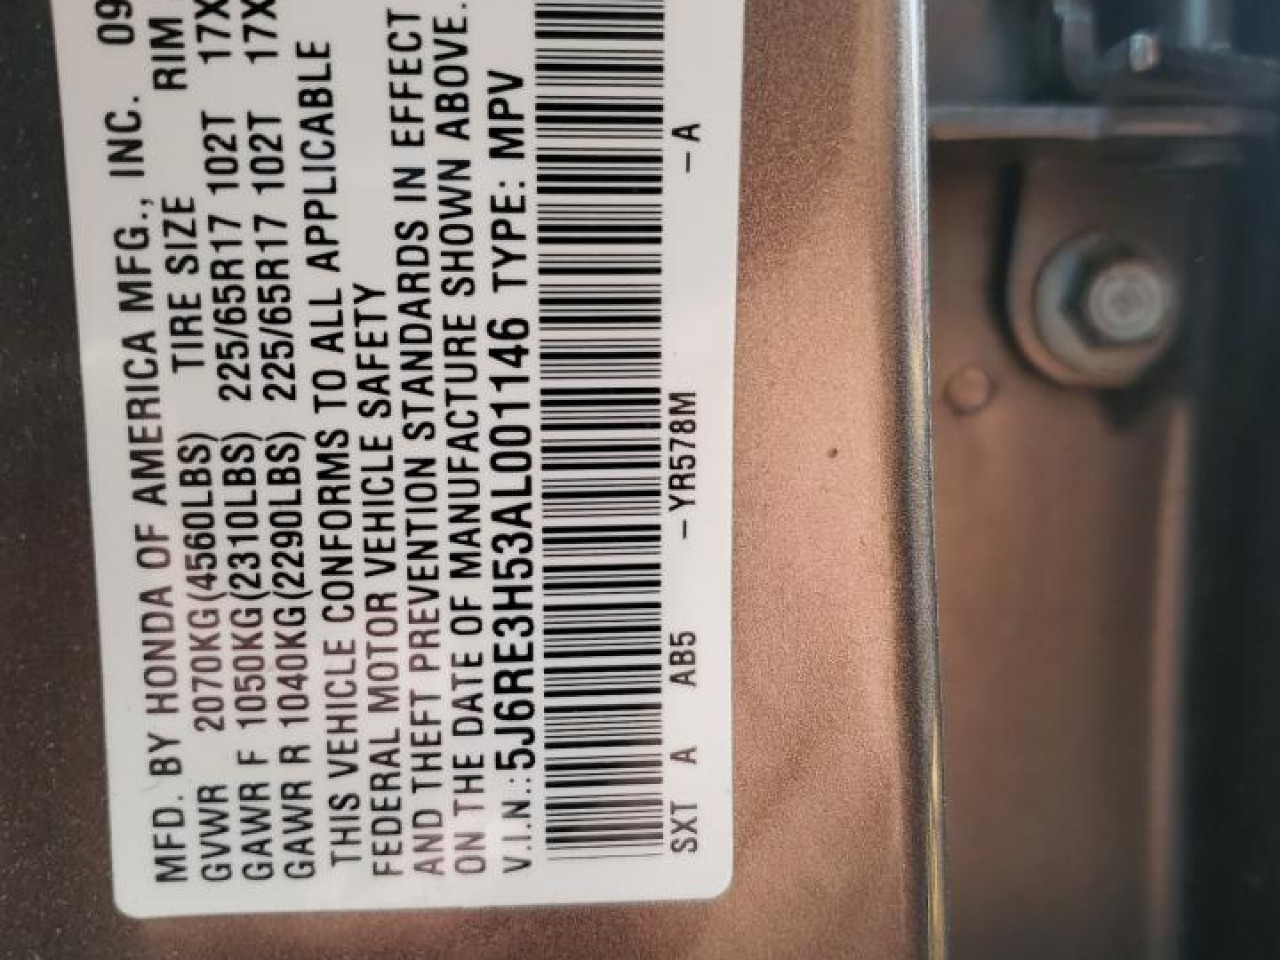 MFD. BY HONDA OF AMERICA MFG., INC. 09
GVWR 2070KG(4560LBS) TIRE SIZE RIM
GAWR F 1050KG(2310LBS) 225/65R17 102T 17X
GAWR R 1040KG(2290LBS) 225/65R17 102T 17X
THIS VEHICLE CONFORMS TO ALL APPLICABLE
FEDERAL MOTOR VEHICLE SAFETY
AND THEFT PREVENTION STANDARDS IN EFFECT
ON THE DATE OF MANUFACTURE SHOWN ABOVE.
V.I.N.:5J6RE3H53AL001146 TYPE: MPV
SXT A AB5 -YR578M -A